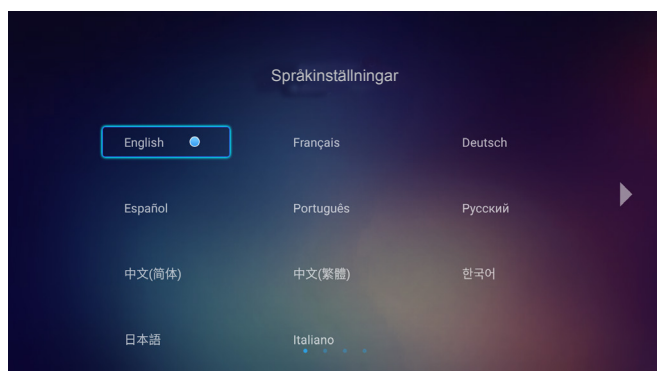 Språkinställningar
English Français Deutsch
Español Português Русский
中文(简体) 中文(繁體) 한국어
日本語 Italiano